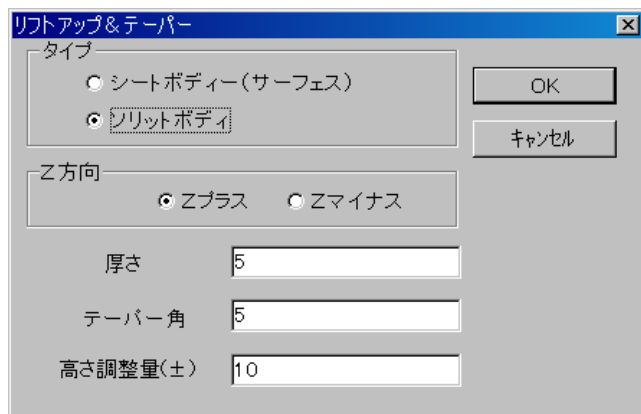 リフトアップ&テーパー
タイプ
シートボディー(サーフェス)
ソリットボディ
OK
キャンセル
Z方向
Zプラス Zマイナス
厚さ 5
テーパー角 5
高さ調整量(±) 10